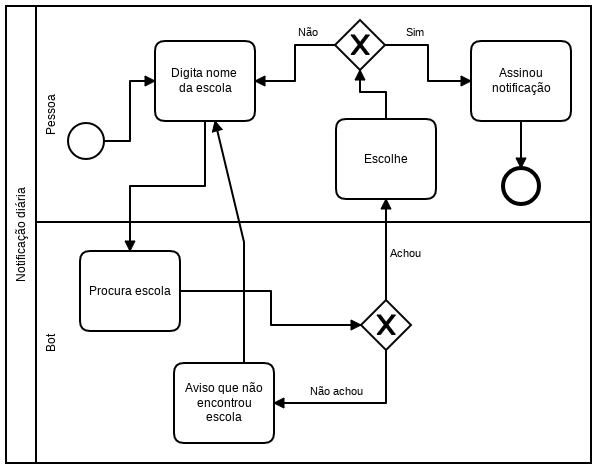 Notificação diária
Pessoa
Digita nome
da escola
Não
X
Sim
Assinou
notificação
Escolhe
Bot
Procura escola
Achou
X
Não achou
Aviso que não
encontrou
escola